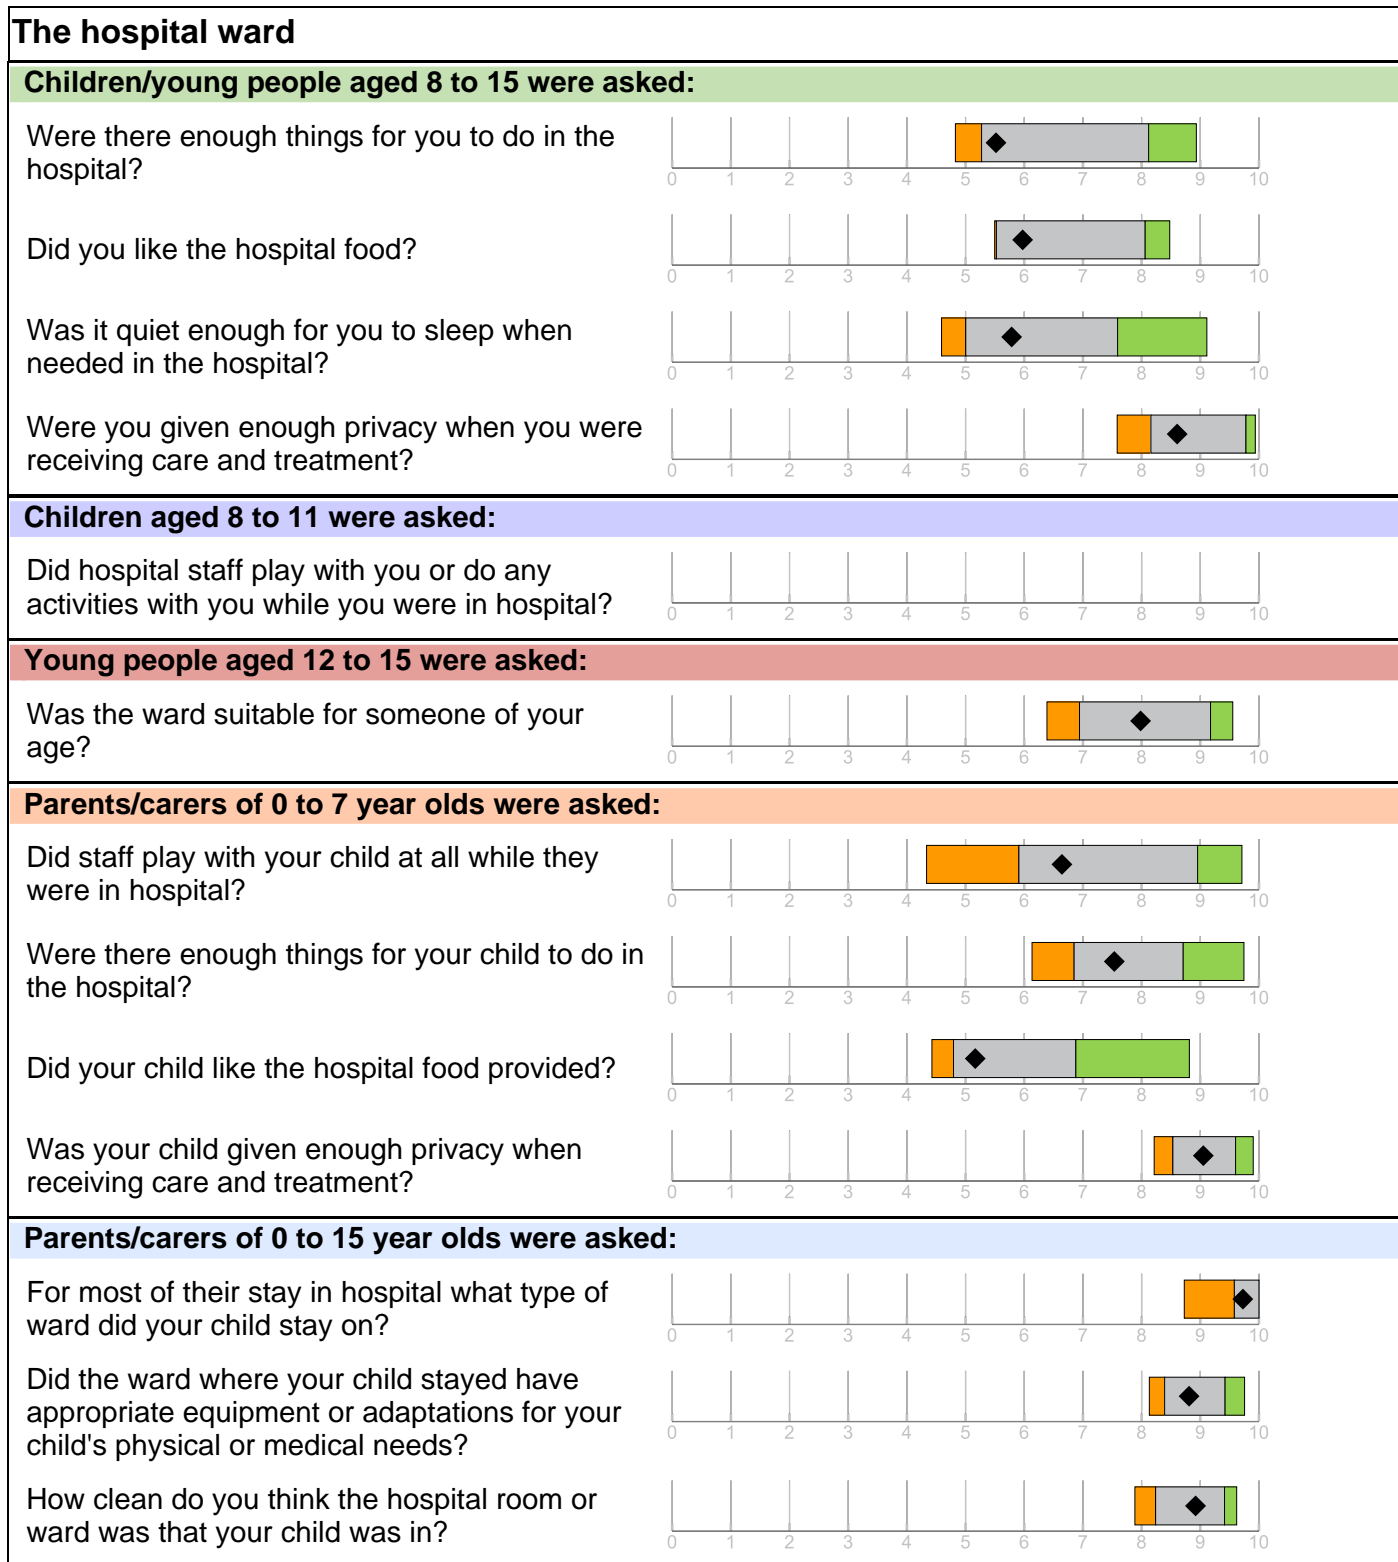 The hospital ward
Children/young people aged 8 to 15 were asked:
Were there enough things for you to do in the
hospital?
0 1 2 3 4 5 6 7 8 9 10
Did you like the hospital food?
0 1 2 3 4 5 6 7 8 9 10
Was it quiet enough for you to sleep when
needed in the hospital?
0 1 2 3 4 5 6 7 8 9 10
Were you given enough privacy when you were
receiving care and treatment?
0 1 2 3 4 5 6 7 8 9 10
Children aged 8 to 11 were asked:
Did hospital staff play with you or do any
activities with you while you were in hospital?
0 1 2 3 4 5 6 7 8 9 10
Young people aged 12 to 15 were asked:
Was the ward suitable for someone of your
age?
0 1 2 3 4 5 6 7 8 9 10
Parents/carers of 0 to 7 year olds were asked:
Did staff play with your child at all while they
were in hospital?
0 1 2 3 4 5 6 7 8 9 10
Were there enough things for your child to do in
the hospital?
0 1 2 3 4 5 6 7 8 9 10
Did your child like the hospital food provided?
0 1 2 3 4 5 6 7 8 9 10
Was your child given enough privacy when
receiving care and treatment?
0 1 2 3 4 5 6 7 8 9 10
Parents/carers of 0 to 15 year olds were asked:
For most of their stay in hospital what type of
ward did your child stay on?
0 1 2 3 4 5 6 7 8 9 10
Did the ward where your child stayed have
appropriate equipment or adaptations for your
child's physical or medical needs?
0 1 2 3 4 5 6 7 8 9 10
How clean do you think the hospital room or
ward was that your child was in?
0 1 2 3 4 5 6 7 8 9 10